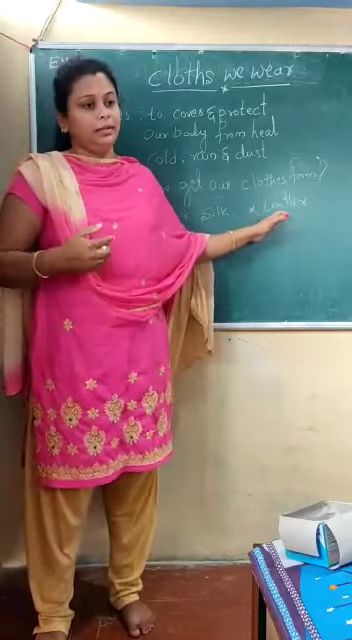 Cloths we wear
: to cover & protect
Our body from heat
Cold, rain & dust
get our clothes from?
* Silk. * Leather